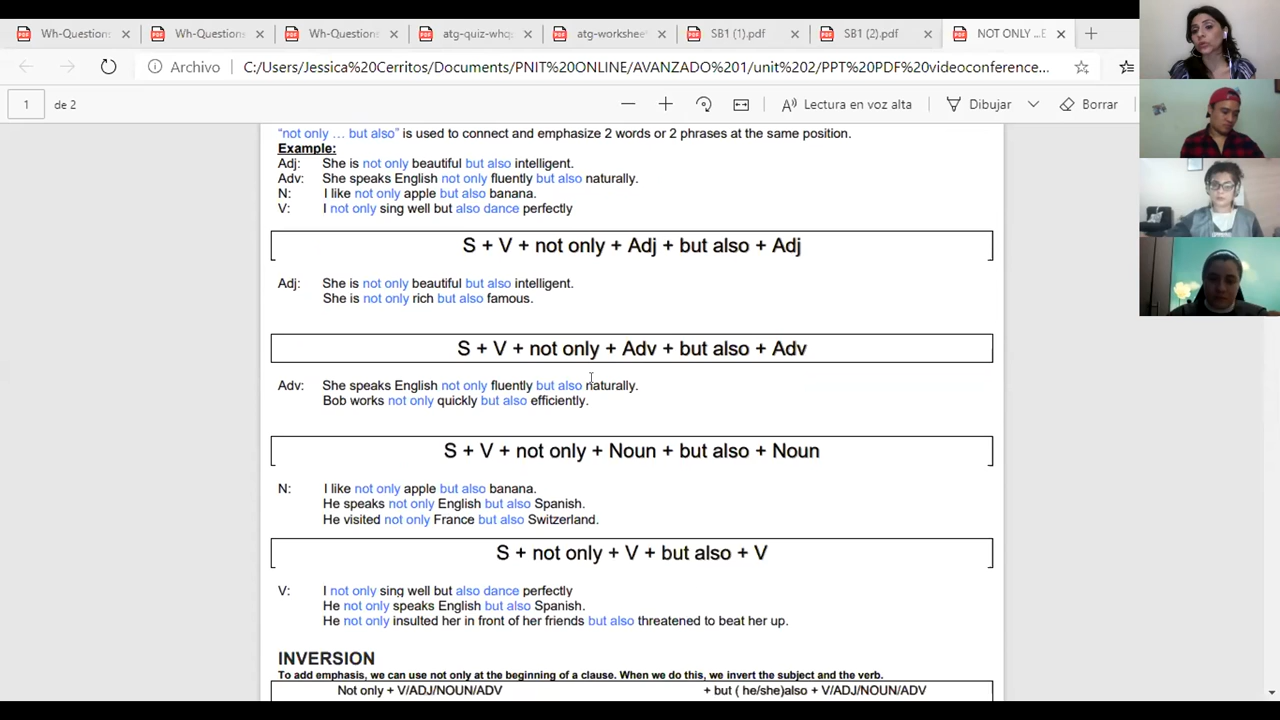 Wh-Question:
Wh-Question:
Wh-Question:
atg-quiz-whqs
atg-worksheet
SB1 (1).pdf
SB1 (2).pdf
NOT ONLY ...E
Archivo
C:/Users/Jessica%20Cerritos/Documents/PNIT%20ONLINE/AVANZADO%201/unit%202/PPT%20PDF%20videoconference...
1 de 2
Lectura en voz alta
Dibujar
Borrar
"not only ... but also" is used to connect and emphasize 2 words or 2 phrases at the same position.
Example:
Adj: She is not only beautiful but also intelligent.
Adv: She speaks English not only fluently but also naturally.
N: I like not only apple but also banana.
V: I not only sing well but also dance perfectly
S + V + not only + Adj + but also + Adj
Adj: She is not only beautiful but also intelligent.
She is not only rich but also famous.
S + V + not only + Adv + but also + Adv
Adv: She speaks English not only fluently but also naturally.
Bob works not only quickly but also efficiently.
S + V + not only + Noun + but also + Noun
N: I like not only apple but also banana.
He speaks not only English but also Spanish.
He visited not only France but also Switzerland.
S + not only + V + but also + V
V: I not only sing well but also dance perfectly
He not only speaks English but also Spanish.
He not only insulted her in front of her friends but also threatened to beat her up.
INVERSION
To add emphasis, we can use not only at the beginning of a clause. When we do this, we invert the subject and the verb.
Not only + V/ADJ/NOUN/ADV + but ( he/she)also + V/ADJ/NOUN/ADV